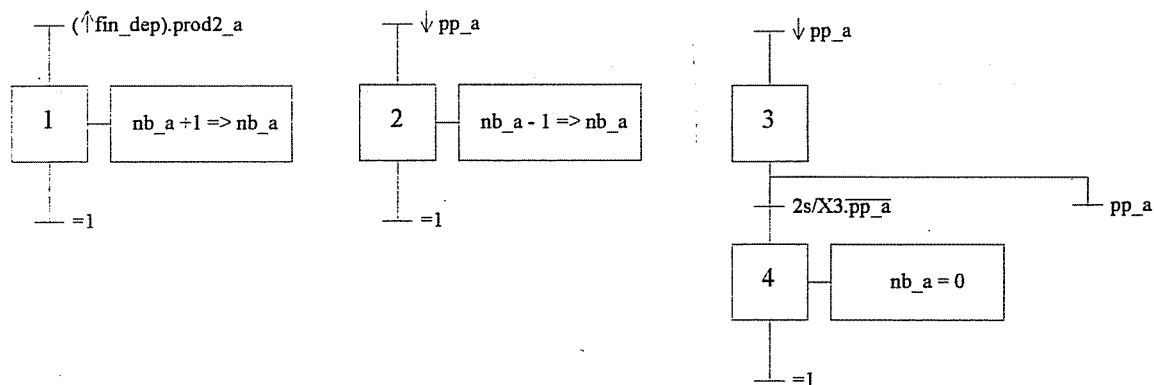 (↑fin_dep).prod2_a
1
nb_a +1 => nb_a
=1
↓ pp_a
2
nb_a - 1 => nb_a
=1
↓ pp_a
3
2s/X3.p̅p̅_̅a̅
pp_a
4
nb_a = 0
=1